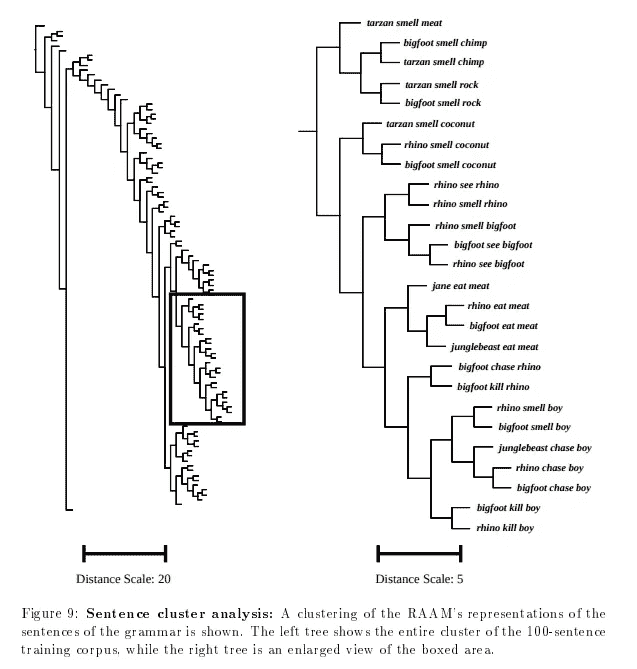 tarzan smell meat
bigfoot smell chimp
tarzan smell chimp
tarzan smell rock
bigfoot smell rock
tarzan smell coconut
rhino smell coconut
bigfoot smell coconut
rhino see rhino
rhino smell rhino
rhino smell bigfoot
bigfoot see bigfoot
rhino see bigfoot
jane eat meat
rhino eat meat
bigfoot eat meat
junglebeast eat meat
bigfoot chase rhino
bigfoot kill rhino
rhino smell boy
bigfoot smell boy
junglebeast chase boy
rhino chase boy
bigfoot chase boy
bigfoot kill boy
rhino kill boy
Distance Scale: 20
Distance Scale: 5
Figure 9: Sentence cluster analysis: A clustering of the RAAM's representations of the
sentences of the grammar is shown. The left tree shows the entire cluster of the 100-sentence
training corpus, while the right tree is an enlarged view of the boxed area.